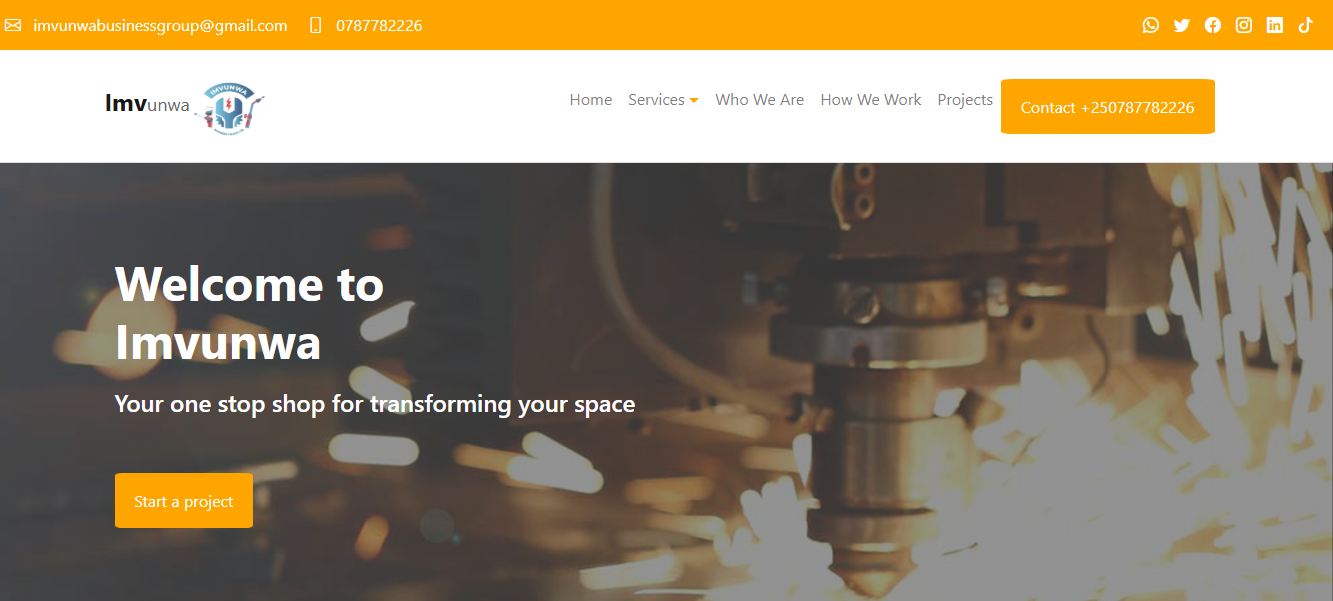 imvunwabusinessgroup@gmail.com 0787782226
Imvunwa
IMVUNWA
Home Services Who We Are How We Work Projects Contact +250787782226
Welcome to
Imvunwa
Your one stop shop for transforming your space
Start a project